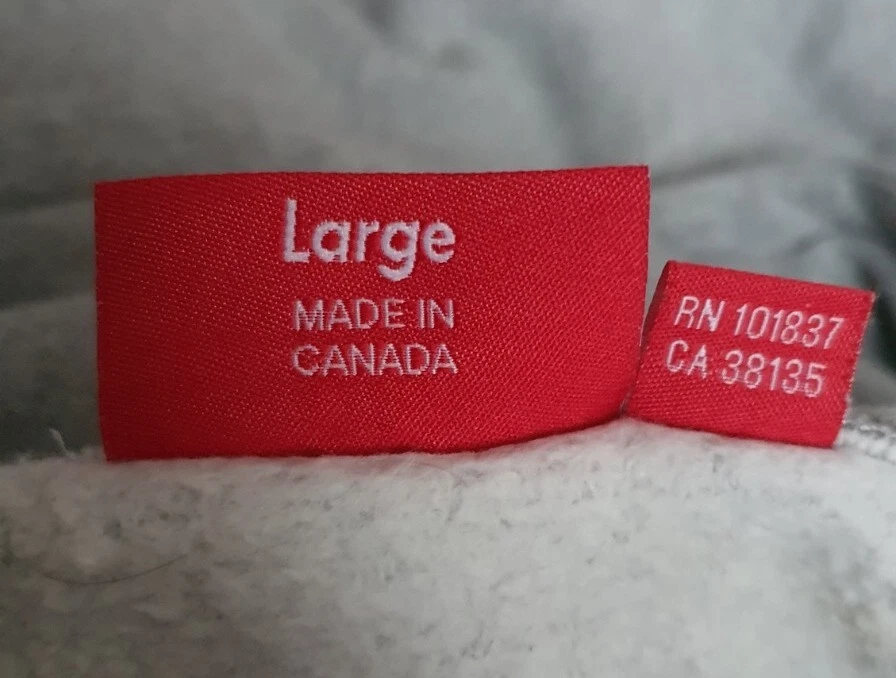 Large
MADE IN
CANADA
RN 101837
CA 38135